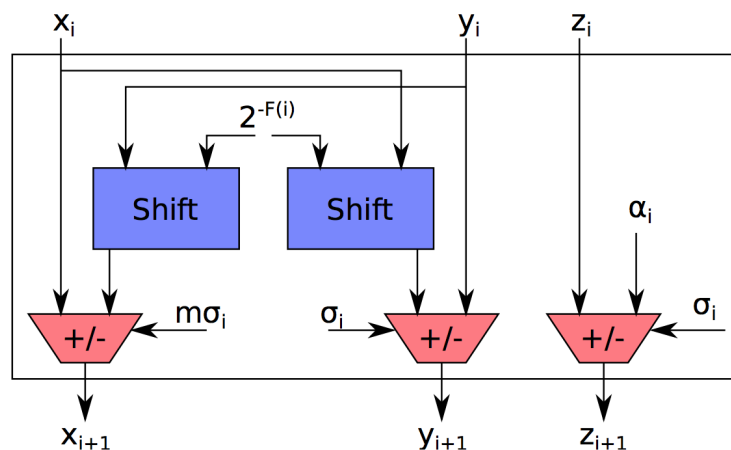 xᵢ yᵢ zᵢ
2⁻ᶠ⁽ⁱ⁾
Shift Shift
αᵢ
mσᵢ σᵢ σᵢ
+/- +/- +/-
xᵢ₊₁ yᵢ₊₁ zᵢ₊₁